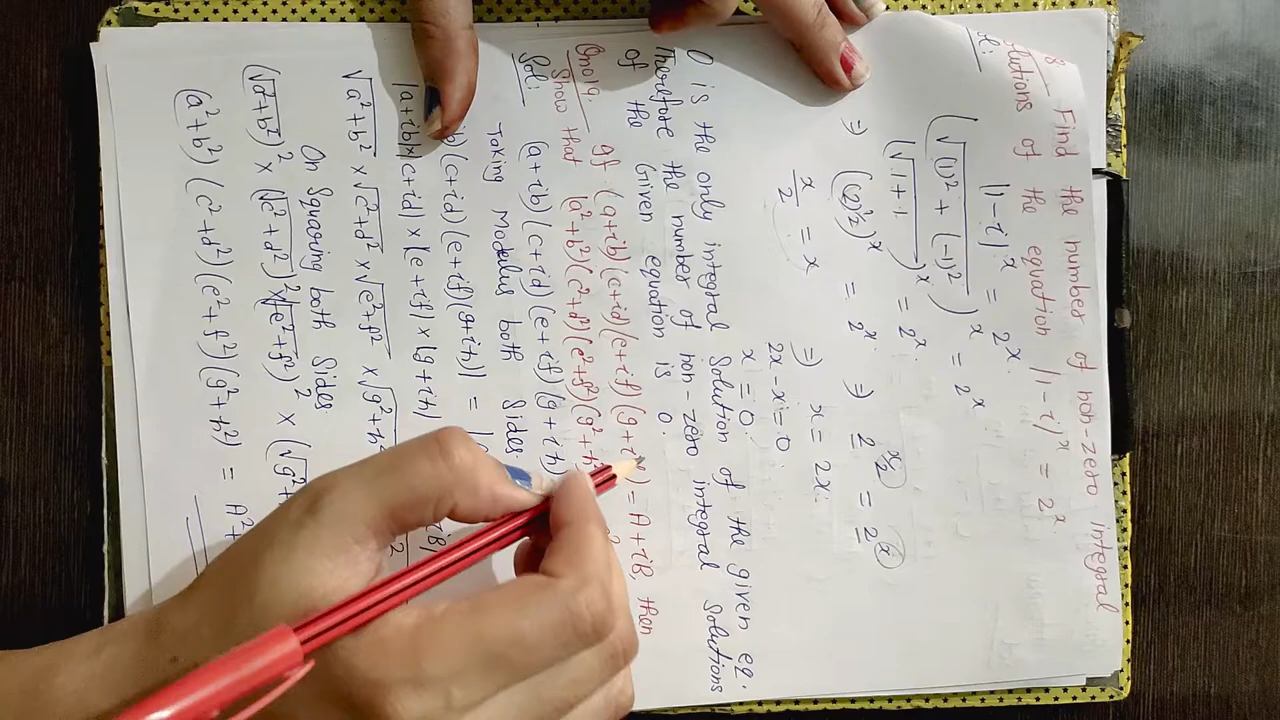 8. Find the number of non-zero integral
solutions of the equation |1-i|^x = 2^x.
Sol:
|1-i|^x = 2^x
(√(1)² + (-1)²)^x = 2^x
(√1+1)^x = 2^x
⇒ (2^½)^x = 2^x ⇒ 2^x/2 = 2^x
x/2 = x ⇒ x = 2x
2x-x=0
x=0
0 is the only integral Solution of the given eq.
Therefore the number of non-zero integral Solutions
of the Given equation is 0.
Qno19. If (a+ib)(c+id)(e+if)(g+ih) = A+iB, then
Show that (a²+b²)(c²+d²)(e²+f²)(g²+h²)
Sol: (a+ib)(c+id)(e+if)(g+ih)
Taking Modulus both Sides.
(c+id)(e+if)(g+ih)| =
|a+ib|×|c+id|×|e+if|×|g+ih|
√a²+b² × √c²+d² × √e²+f² × √g²+h²
On Squaring both Sides
(√a²+b²)² × (√c²+d²)² × (√e²+f²)² × (√g²+
(a²+b²)(c²+d²)(e²+f²)(g²+h²) = A²+